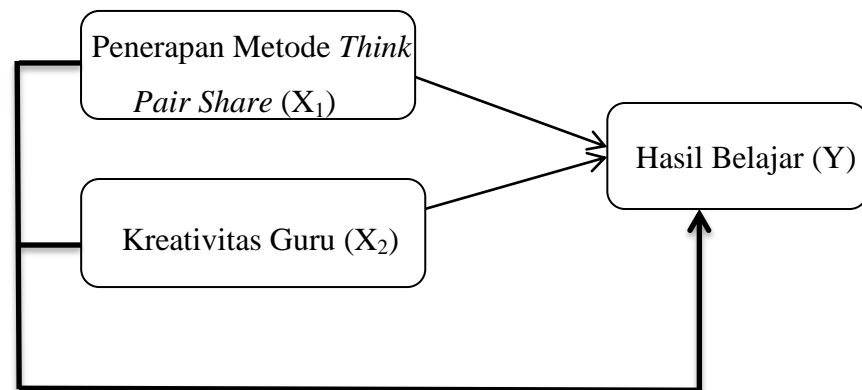 Penerapan Metode Think
Pair Share (X₁)
Hasil Belajar (Y)
Kreativitas Guru (X₂)